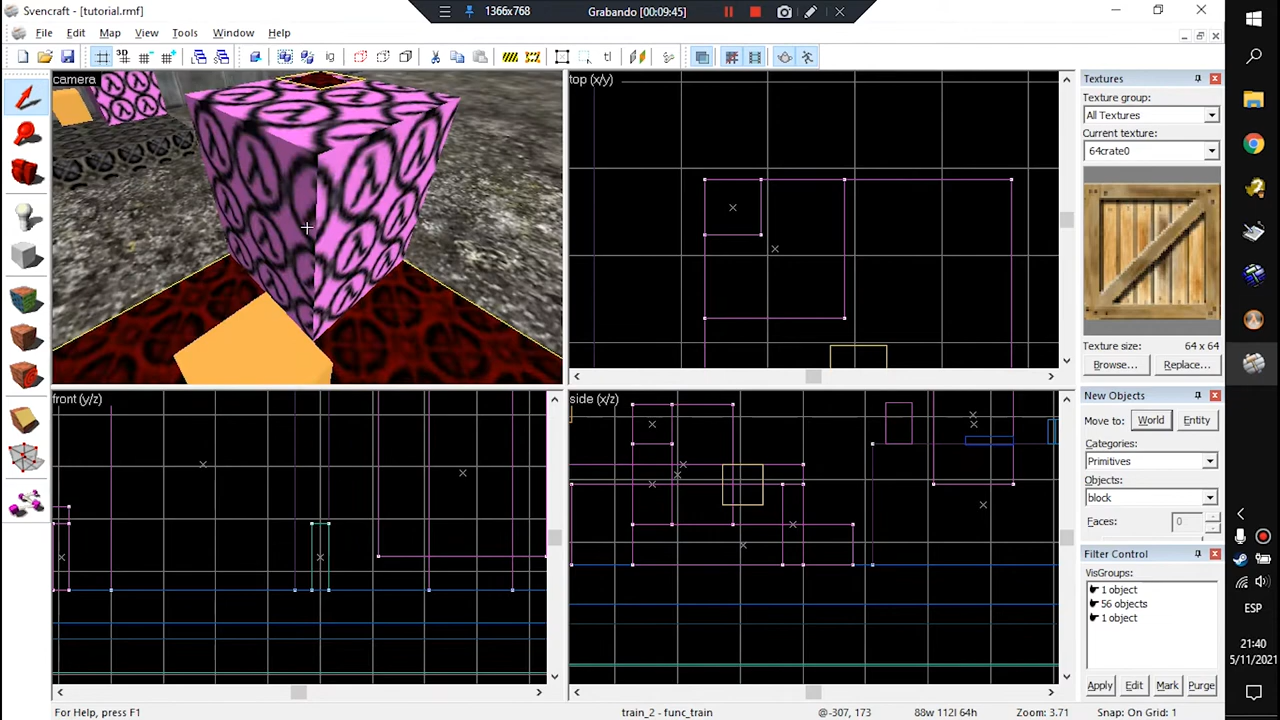 Svencraft - [tutorial.rmf]
1366x768
Grabando [00:09:45]
File Edit Map View Tools Window Help
3D
ig
tl
camera
top (x/y)
front (y/z)
side (x/z)
Textures
Texture group:
All Textures
Current texture:
64crate0
Texture size: 64 x 64
Browse...
Replace...
New Objects
Move to: World Entity
Categories:
Primitives
Objects:
block
Faces: 0
Filter Control
VisGroups:
1 object
56 objects
1 object
Apply Edit Mark Purge
ESP
21:40
5/11/2021
For Help, press F1
train_2 - func_train
@-307, 173
88w 112l 64h
Zoom: 3.71
Snap: On Grid: 1